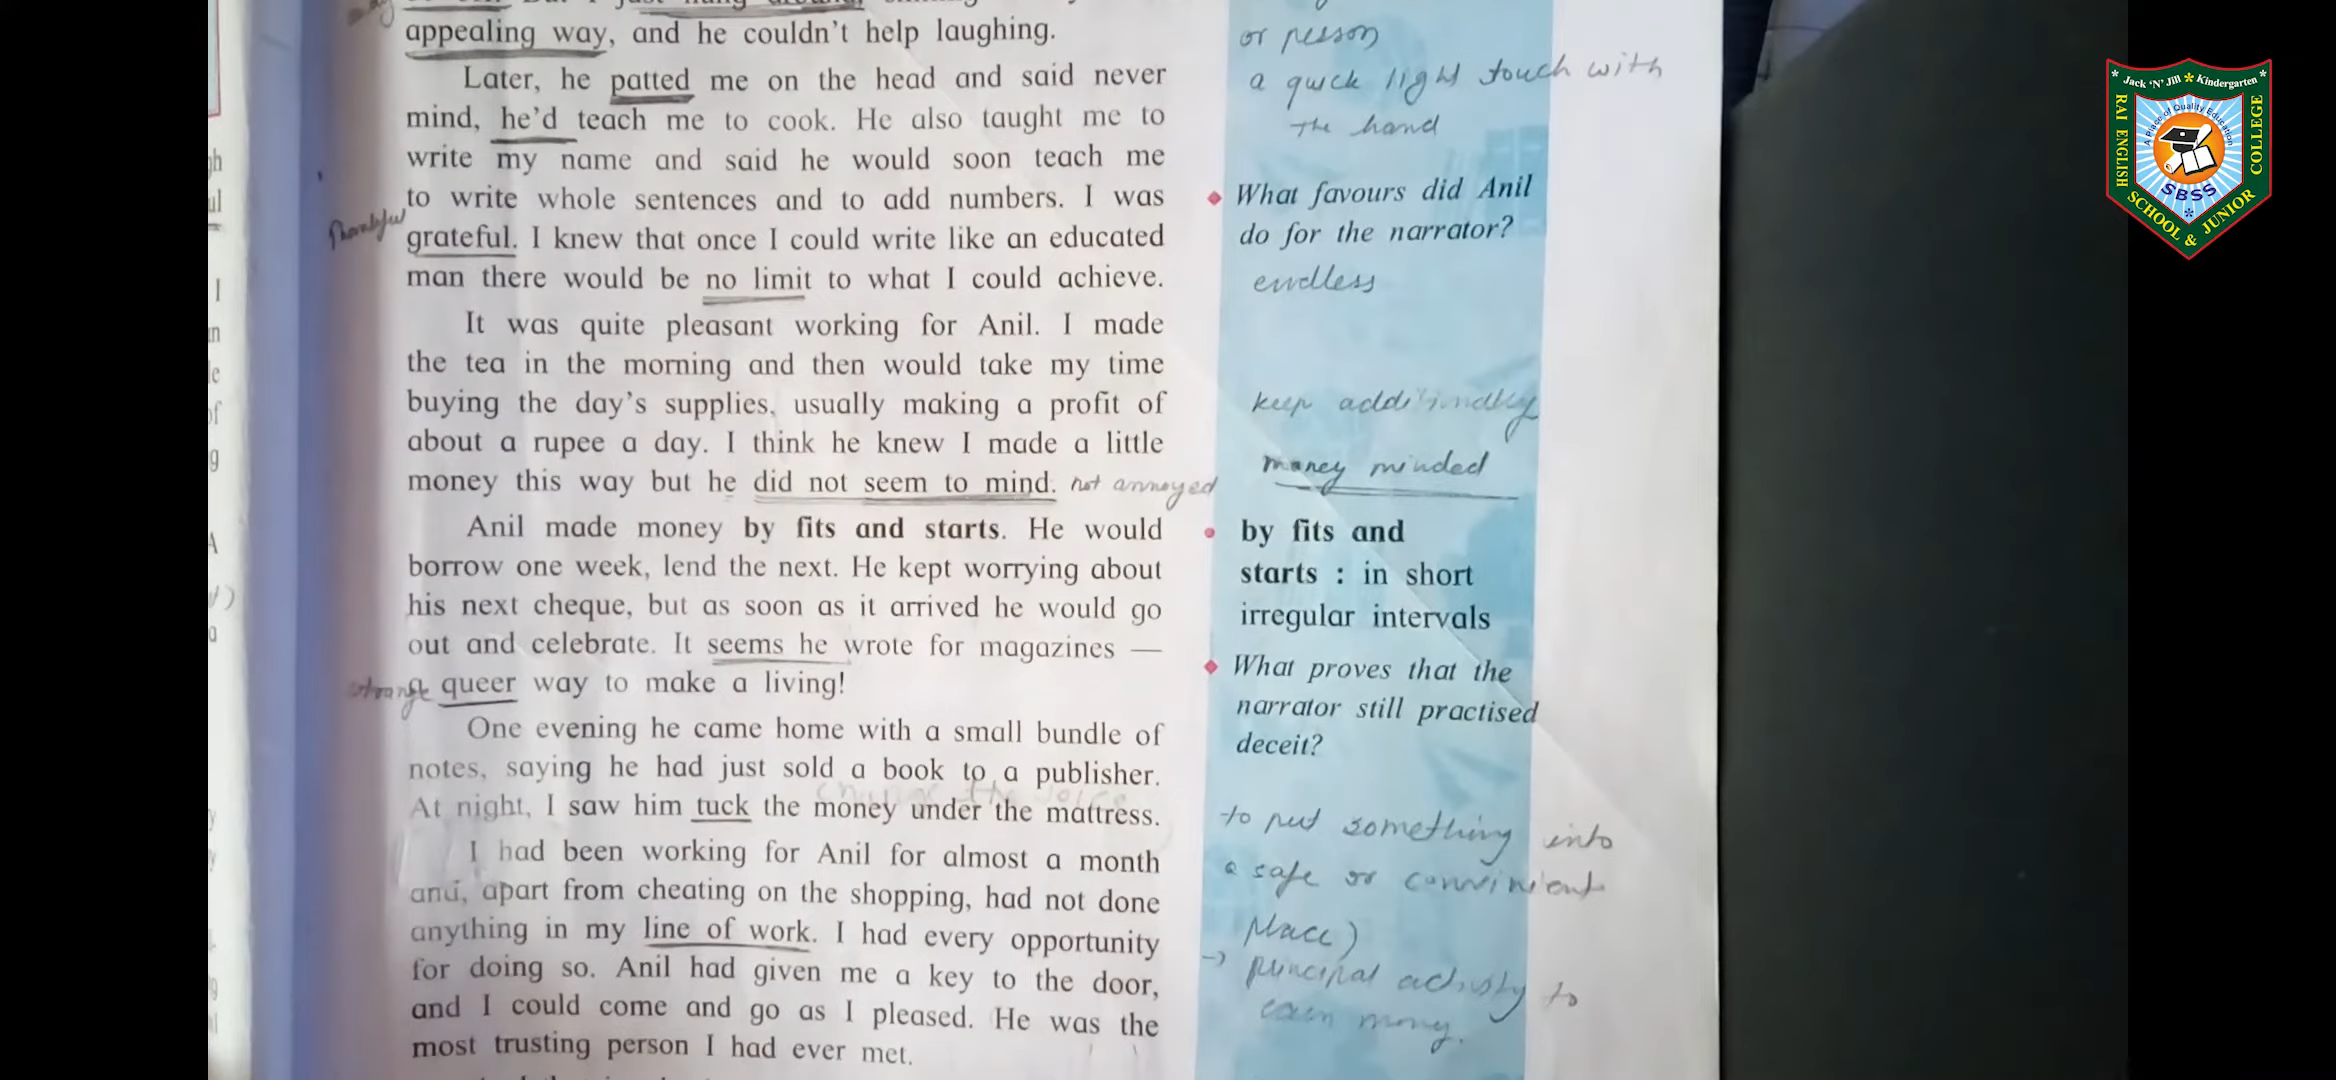 appealing way, and he couldn't help laughing.
Later, he patted me on the head and said never
mind, he'd teach me to cook. He also taught me to
write my name and said he would soon teach me
to write whole sentences and to add numbers. I was
grateful. I knew that once I could write like an educated
man there would be no limit to what I could achieve.
It was quite pleasant working for Anil. I made
the tea in the morning and then would take my time
buying the day's supplies, usually making a profit of
about a rupee a day. I think he knew I made a little
money this way but he did not seem to mind. not annoyed
Anil made money by fits and starts. He would
borrow one week, lend the next. He kept worrying about
his next cheque, but as soon as it arrived he would go
out and celebrate. It seems he wrote for magazines —
a queer way to make a living!
One evening he came home with a small bundle of
notes, saying he had just sold a book to a publisher.
At night, I saw him tuck the money under the mattress.
I had been working for Anil for almost a month
and, apart from cheating on the shopping, had not done
anything in my line of work. I had every opportunity
for doing so. Anil had given me a key to the door,
and I could come and go as I pleased. He was the
most trusting person I had ever met.
or person
a quick light touch with
the hand
What favours did Anil
do for the narrator?
endless
keep
money minded
by fits and
starts : in short
irregular intervals
What proves that the
narrator still practised
deceit?
to put something into
a safe or convinient
place)
→ principal activity to
earn money.
Jack 'N' Jill Kindergarten
RAI ENGLISH
SCHOOL & JUNIOR
COLLEGE
A Place of Quality Education
SBSS